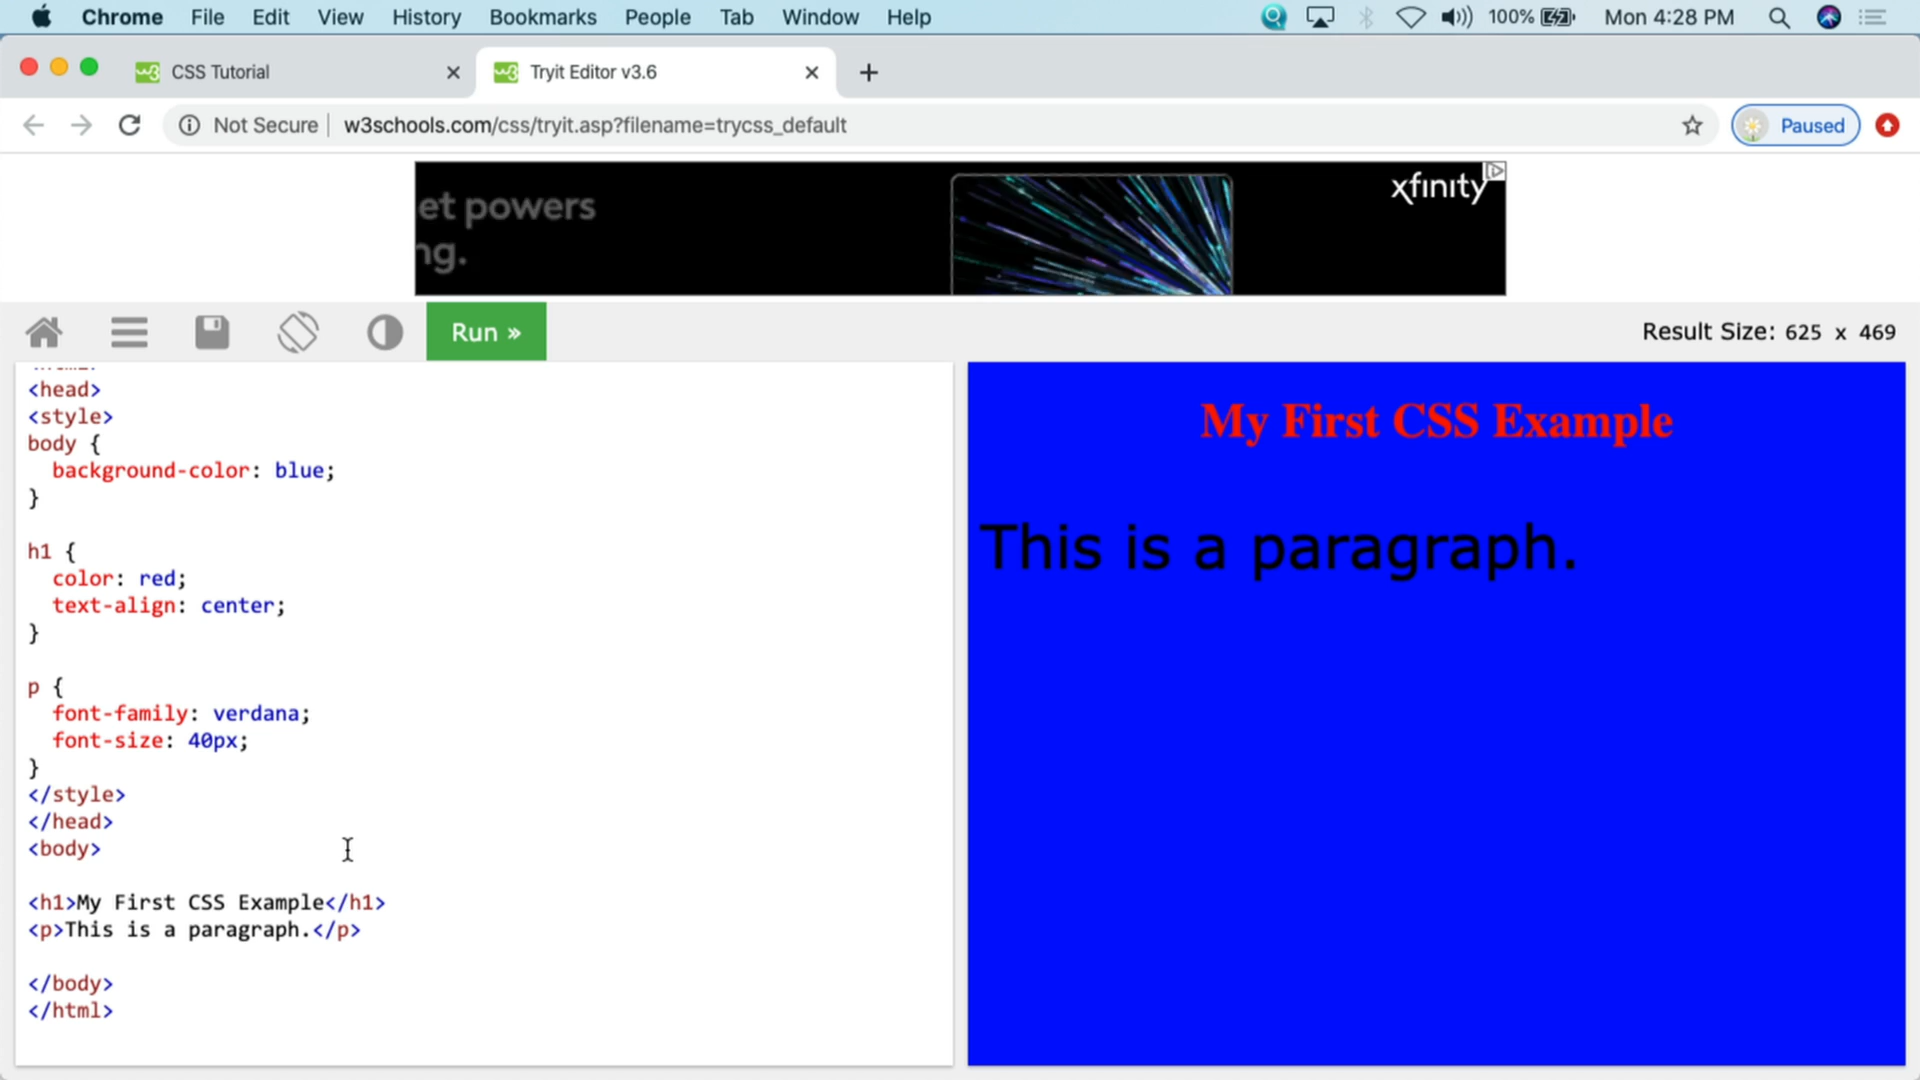 Chrome File Edit View History Bookmarks People Tab Window Help 100% Mon 4:28 PM
CSS Tutorial
Tryit Editor v3.6
Not Secure w3schools.com/css/tryit.asp?filename=trycss_default
Paused
et powers
ng.
xfinity
Run »
Result Size: 625 x 469
<head>
<style>
body {
background-color: blue;
}
h1 {
color: red;
text-align: center;
}
p {
font-family: verdana;
font-size: 40px;
}
</style>
</head>
<body>
<h1>My First CSS Example</h1>
<p>This is a paragraph.</p>
</body>
</html>
My First CSS Example
This is a paragraph.